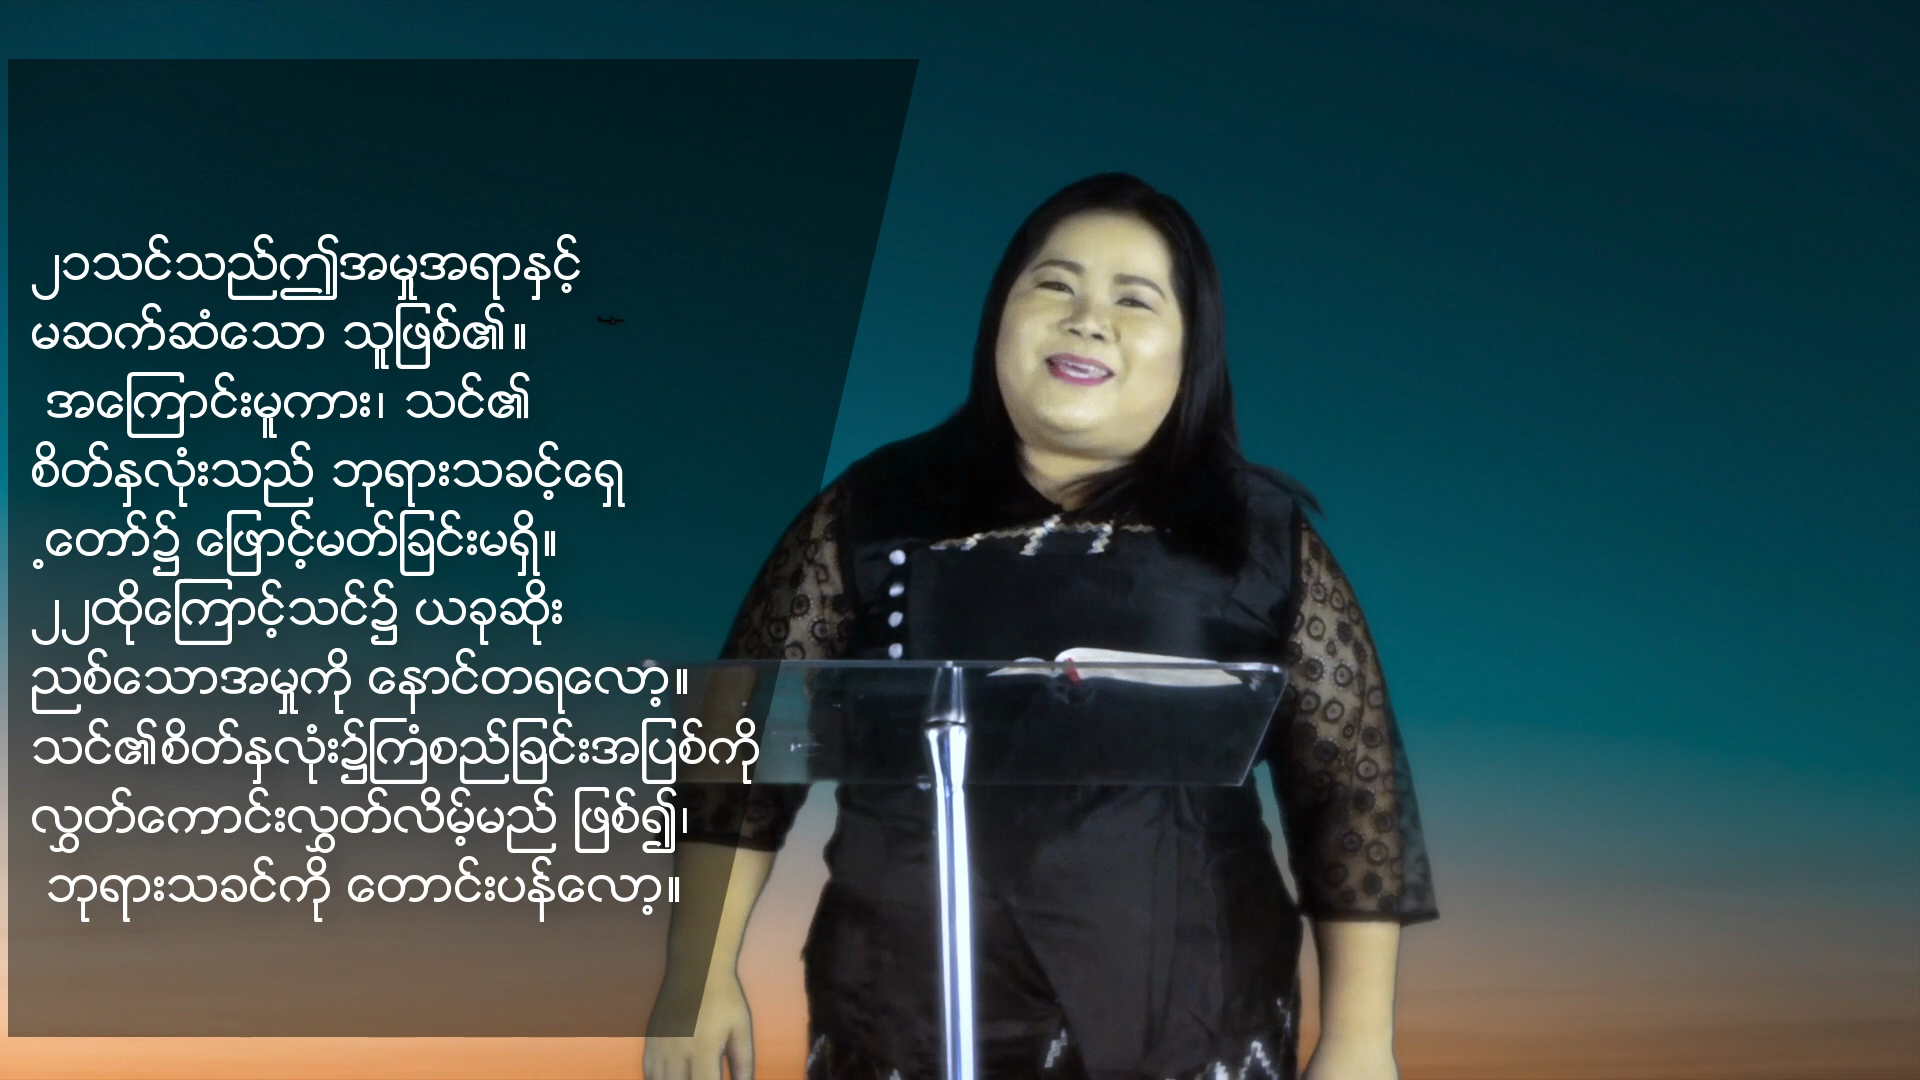 ၂၁သင်သည်ဤအမှုအရာနှင့်
မဆက်ဆံသော သူဖြစ်၏။
အကြောင်းမူကား၊ သင်၏
စိတ်နှလုံးသည် ဘုရားသခင့်ရှေ
့တော်၌ ဖြောင့်မတ်ခြင်းမရှိ။
၂၂ထိုကြောင့်သင်၌ ယခုဆိုး
ညစ်သောအမှုကို နောင်တရလော့။
သင်၏စိတ်နှလုံး၌ကြံစည်ခြင်းအပြစ်ကို
လွှတ်ကောင်းလွှတ်လိမ့်မည် ဖြစ်၍၊
ဘုရားသခင်ကို တောင်းပန်လော့။